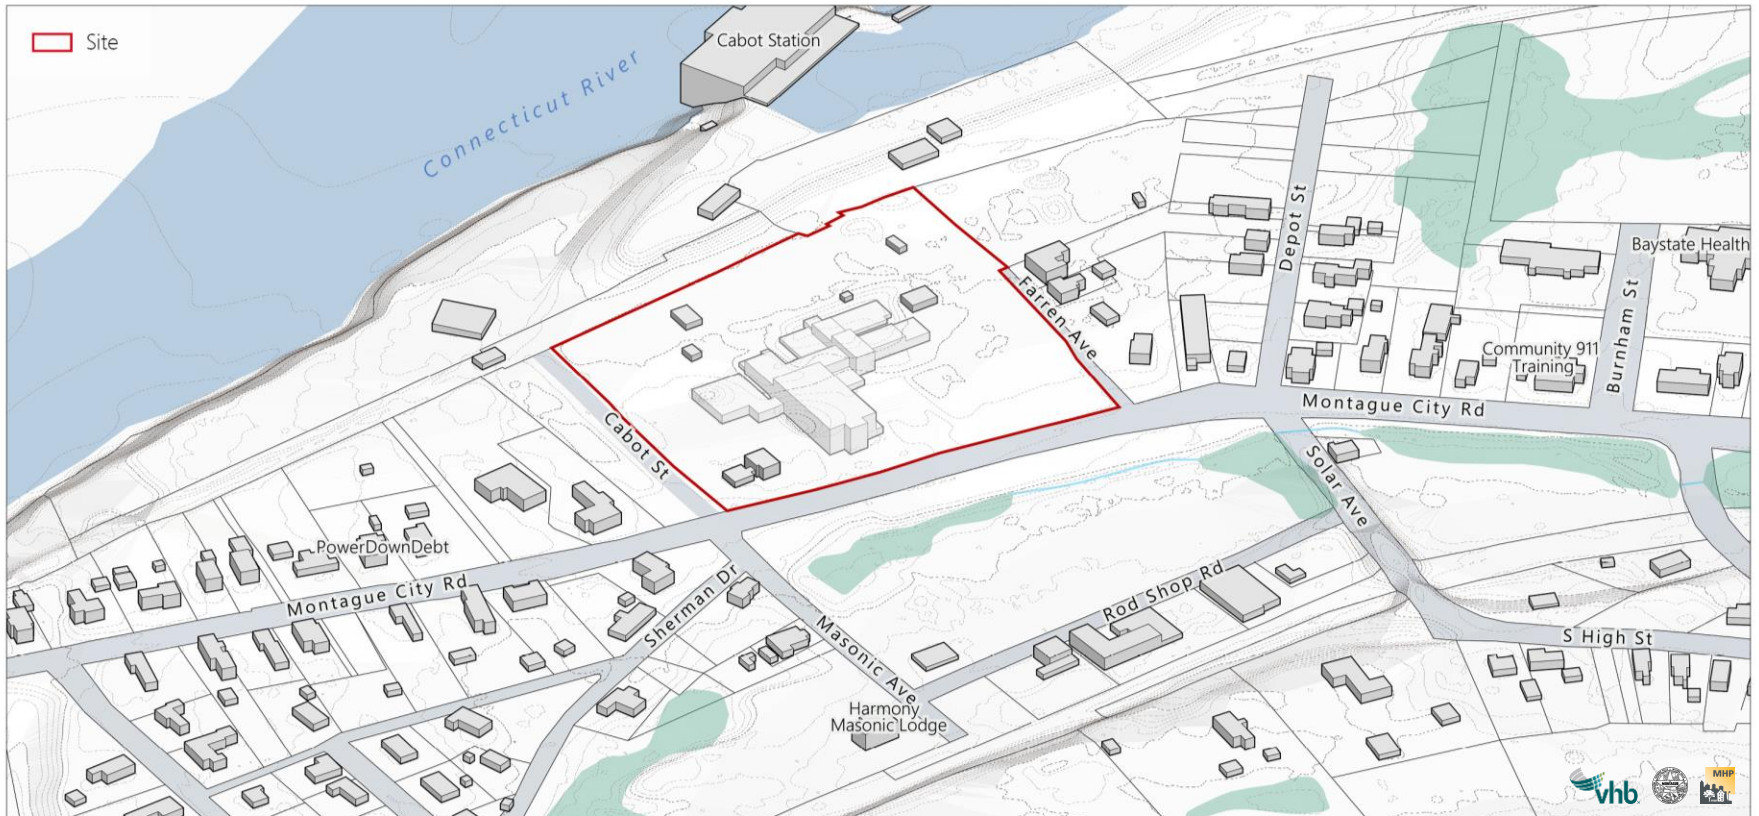 Site
Cabot Station
Connecticut River
Depot St
Baystate Health
Farren Ave
Burnham St
Community 911
Training
Montague City Rd
Cabot St
Solar Ave
PowerDownDebt
Montague City Rd
Sherman Dr
Rod Shop Rd
Masonic Ave
S High St
Harmony
Masonic Lodge
vhb
MHP